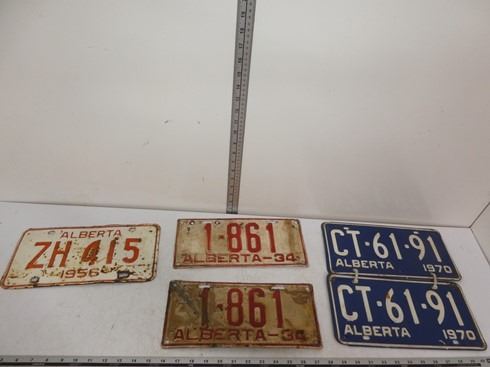 ALBERTA
ZH 415
1956
1·861
ALBERTA-34
1·861
ALBERTA-34
CT·61·91
ALBERTA 1970
CT·61·91
ALBERTA 1970